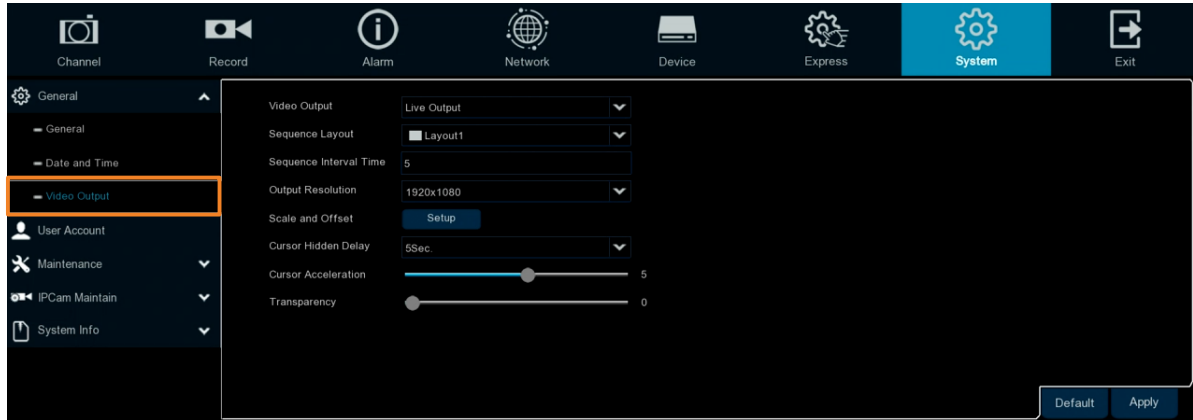 Channel
Record
Alarm
Network
Device
Express
System
Exit
General
General
Date and Time
Video Output
User Account
Maintenance
IPCam Maintain
System Info
Video Output Live Output
Sequence Layout Layout1
Sequence Interval Time 5
Output Resolution 1920x1080
Scale and Offset Setup
Cursor Hidden Delay 5Sec.
Cursor Acceleration 5
Transparency 0
Default Apply